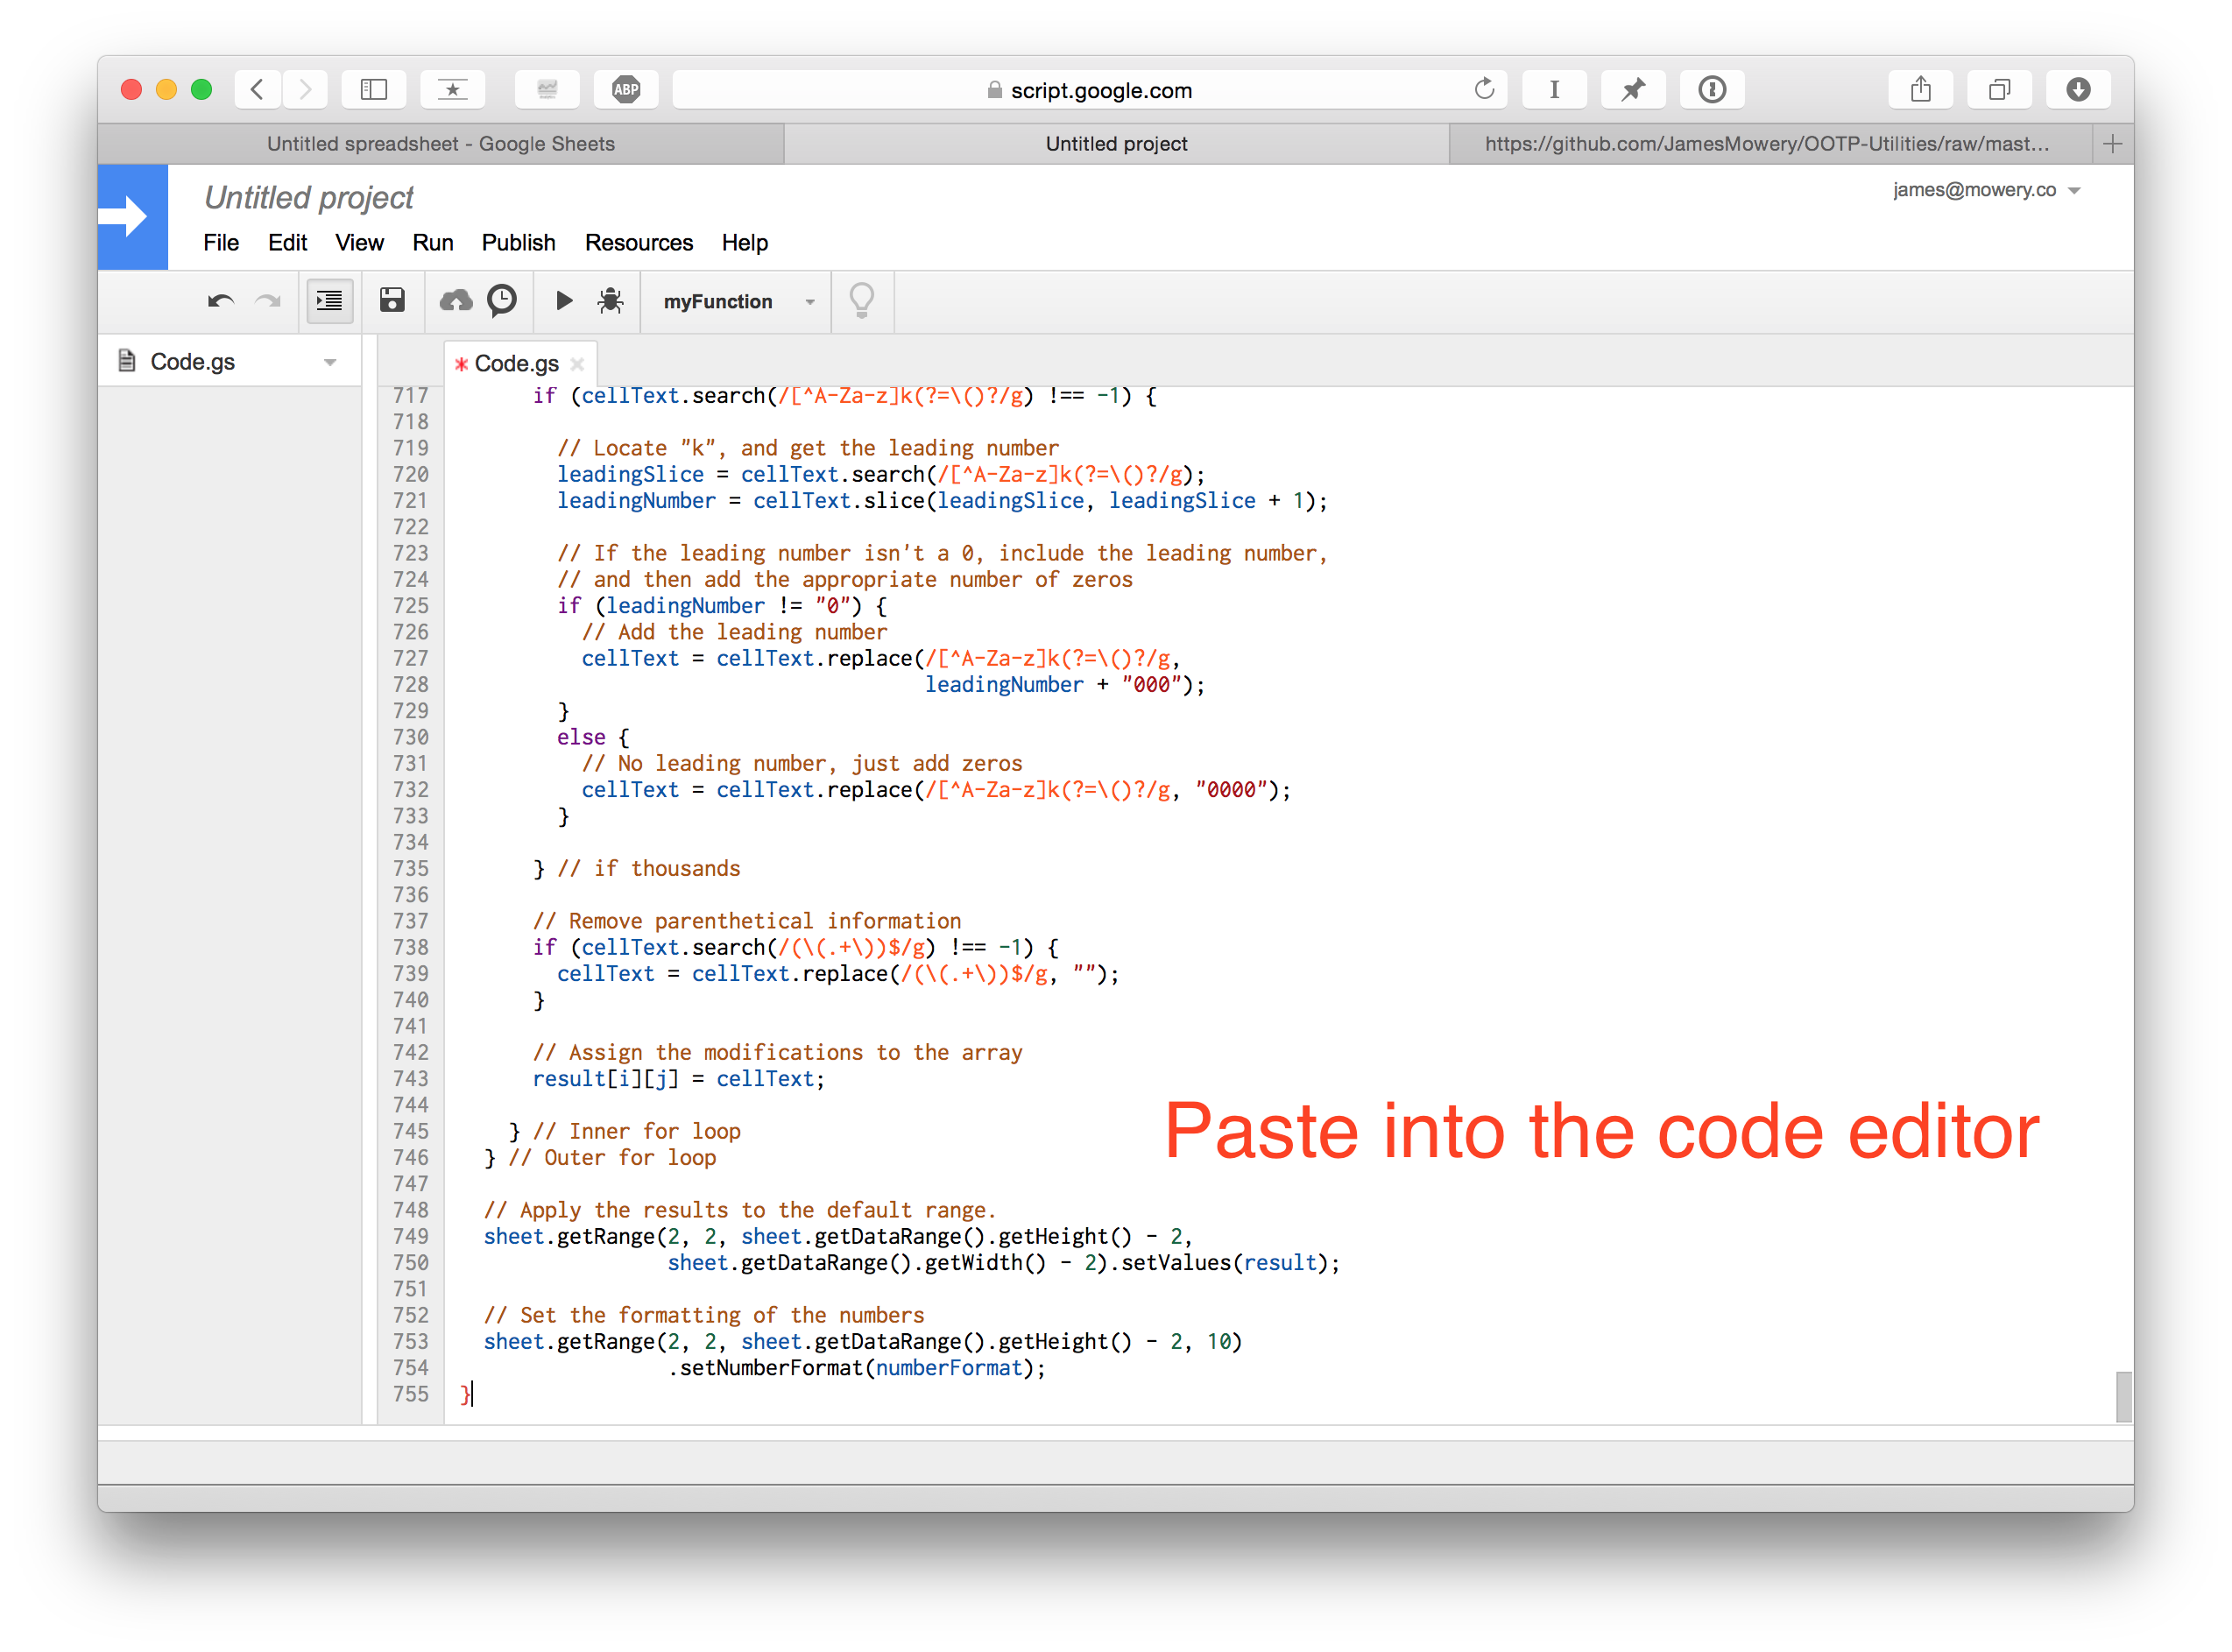 ABP
script.google.com
Untitled spreadsheet - Google Sheets
Untitled project
https://github.com/JamesMowery/OOTP-Utilities/raw/mast...
Untitled project
james@mowery.co
File Edit View Run Publish Resources Help
myFunction
Code.gs
* Code.gs
717 if (cellText.search(/[^A-Za-z]k(?=\()?/g) !== -1) {
718
719 // Locate "k", and get the leading number
720 leadingSlice = cellText.search(/[^A-Za-z]k(?=\()?/g);
721 leadingNumber = cellText.slice(leadingSlice, leadingSlice + 1);
722
723 // If the leading number isn't a 0, include the leading number,
724 // and then add the appropriate number of zeros
725 if (leadingNumber != "0") {
726 // Add the leading number
727 cellText = cellText.replace(/[^A-Za-z]k(?=\()?/g,
728 leadingNumber + "000");
729 }
730 else {
731 // No leading number, just add zeros
732 cellText = cellText.replace(/[^A-Za-z]k(?=\()?/g, "0000");
733 }
734
735 } // if thousands
736
737 // Remove parenthetical information
738 if (cellText.search(/(\(.+\))$/g) !== -1) {
739 cellText = cellText.replace(/(\(.+\))$/g, "");
740 }
741
742 // Assign the modifications to the array
743 result[i][j] = cellText;
744
745 } // Inner for loop
746 } // Outer for loop
747
748 // Apply the results to the default range.
749 sheet.getRange(2, 2, sheet.getDataRange().getHeight() - 2,
750 sheet.getDataRange().getWidth() - 2).setValues(result);
751
752 // Set the formatting of the numbers
753 sheet.getRange(2, 2, sheet.getDataRange().getHeight() - 2, 10)
754 .setNumberFormat(numberFormat);
755 }
Paste into the code editor